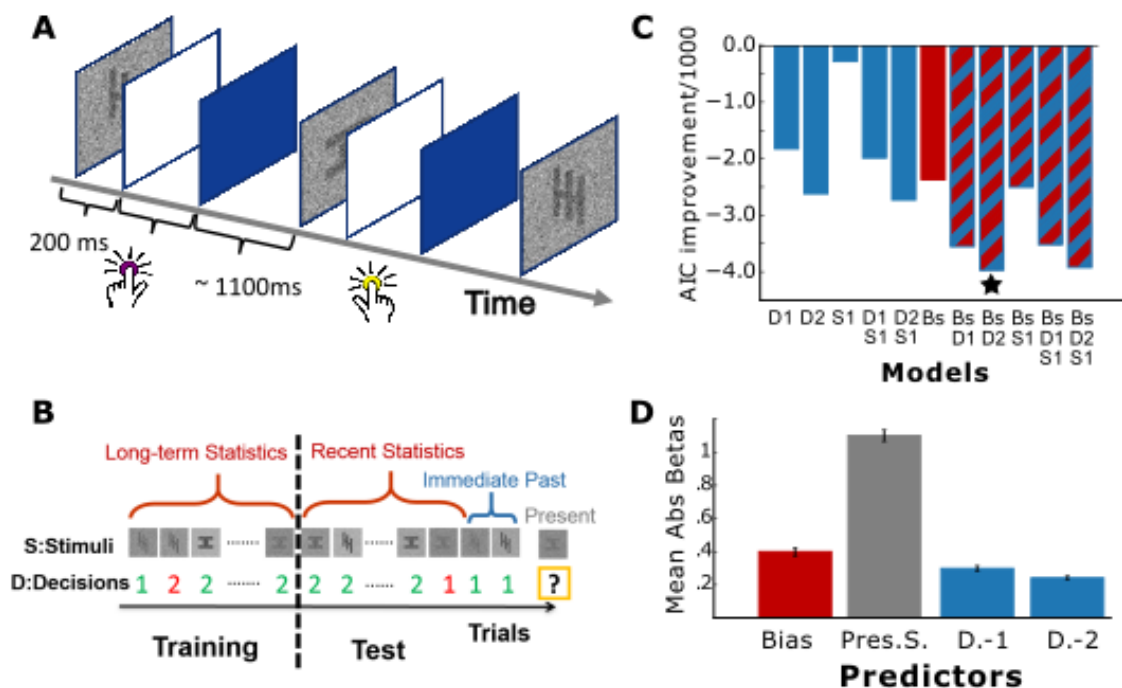 A
200 ms
~ 1100ms
Time
B
Long-term Statistics
Recent Statistics
Immediate Past
Present
S:Stimuli
D:Decisions 1 2 2 ....... 2 2 2 ...... 2 1 1 1 ?
Training
Test
Trials
C
AIC improvement/1000
0.0
−1.0
−2.0
−3.0
−4.0
D1 D2 S1 D1 D2 Bs Bs Bs Bs Bs Bs
S1 S1 D1 D2 S1 D1 D2
S1 S1
Models
D
Mean Abs Betas
1
.8
.6
.4
.2
Bias Pres.S. D.-1 D.-2
Predictors